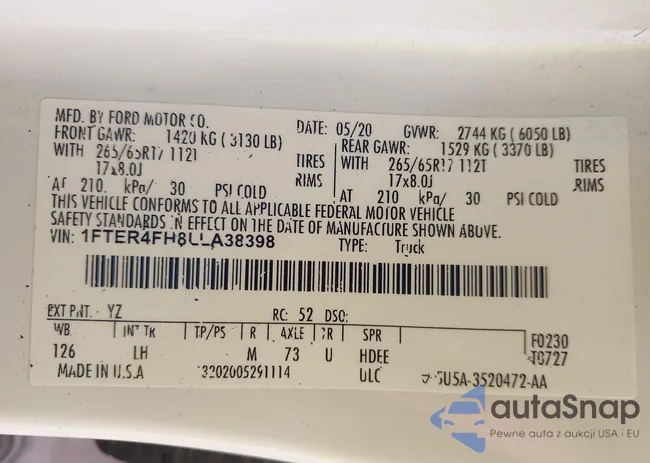 MFD. BY FORD MOTOR CO.
DATE: 05/20 GVWR: 2744 KG ( 6050 LB)
FRONT GAWR: 1420 KG ( 3130 LB)
REAR GAWR: 1529 KG ( 3370 LB)
WITH 265/65R17 112T TIRES
WITH 265/65R17 112T TIRES
17x8.0J RIMS
17x8.0J RIMS
AT 210 kPa/ 30 PSI COLD
AT 210 kPa/ 30 PSI COLD
THIS VEHICLE CONFORMS TO ALL APPLICABLE FEDERAL MOTOR VEHICLE
SAFETY STANDARDS IN EFFECT ON THE DATE OF MANUFACTURE SHOWN ABOVE.
VIN: 1FTER4FH8LLA38398 TYPE: Truck
EXT PNT: YZ RC: 52 DSO:
WB INT TR TP/PS R AXLE TR SPR
126 LH M 73 U HDEE
F0230
T0727
MADE IN U.S.A 3202005291114 ULC 5U5A-3520472-AA
autoSnap
Pewne auta z aukcji USA i EU